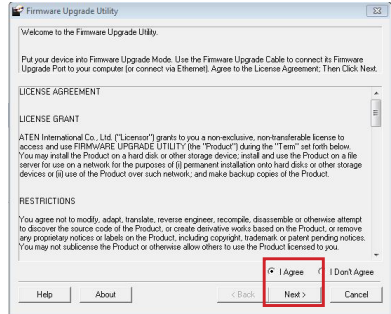 Firmware Upgrade Utility
Welcome to the Firmware Upgrade Utility.
Put your device into Firmware Upgrade Mode. Use the Firmware Upgrade Cable to connect its Firmware
Upgrade Port to your computer (or connect via Ethernet). Agree to the License Agreement; Then Click Next.
LICENSE AGREEMENT
LICENSE GRANT
ATEN International Co., Ltd. ("Licensor") grants to you a non-exclusive, non-transferable license to
access and use FIRMWARE UPGRADE UTILITY (the "Product") during the "Term" set forth below.
You may install the Product on a hard disk or other storage device; install and use the Product on a file
server for use on a network for the purposes of (i) permanent installation onto hard disks or other storage
devices or (ii) use of the Product over such network; and make backup copies of the Product.
RESTRICTIONS
You agree not to modify, adapt, translate, reverse engineer, recompile, disassemble or otherwise attempt
to discover the source code of the Product, or create derivative works based on the Product, or remove
any proprietary notices or labels on the Product, including copyright, trademark or patent pending notices.
You may not sublicense the Product or otherwise allow others to use the Product licensed to you.
I Agree I Don't Agree
Help About < Back Next > Cancel